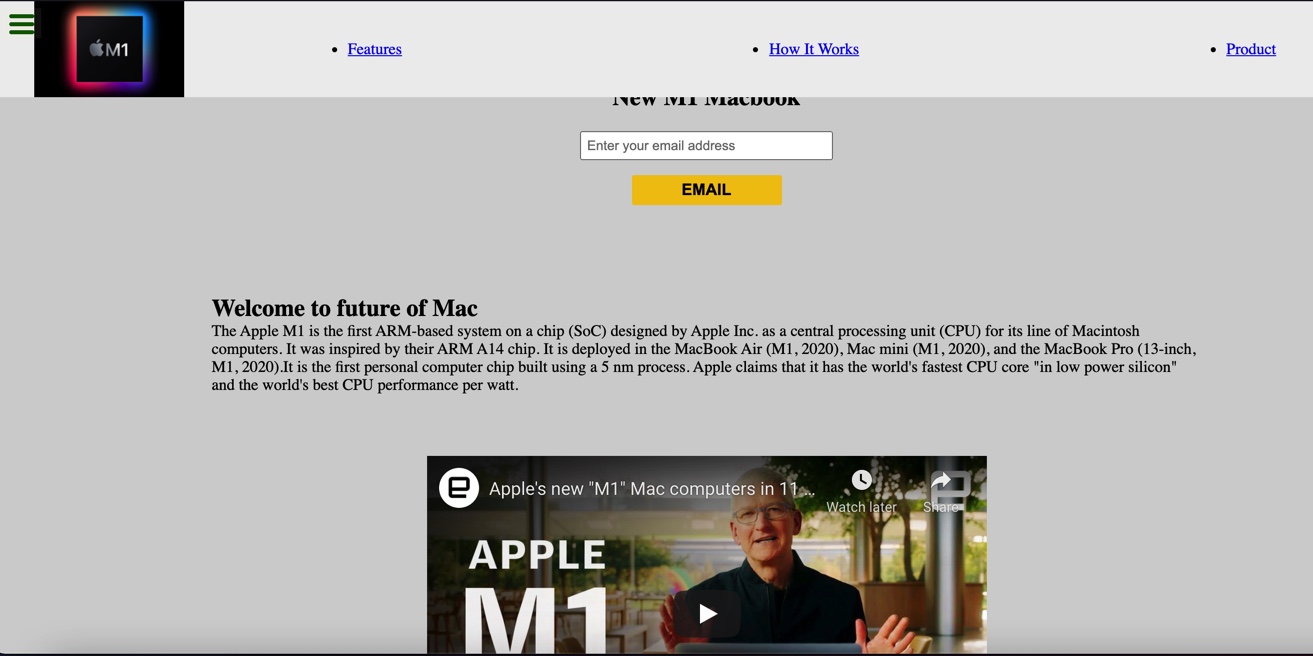 M1
Features
How It Works
Product
New M1 Macbook
Enter your email address
EMAIL
Welcome to future of Mac
The Apple M1 is the first ARM-based system on a chip (SoC) designed by Apple Inc. as a central processing unit (CPU) for its line of Macintosh
computers. It was inspired by their ARM A14 chip. It is deployed in the MacBook Air (M1, 2020), Mac mini (M1, 2020), and the MacBook Pro (13-inch,
M1, 2020).It is the first personal computer chip built using a 5 nm process. Apple claims that it has the world's fastest CPU core "in low power silicon"
and the world's best CPU performance per watt.
Apple's new "M1" Mac computers in 11 ...
Watch later
Share
APPLE
M1